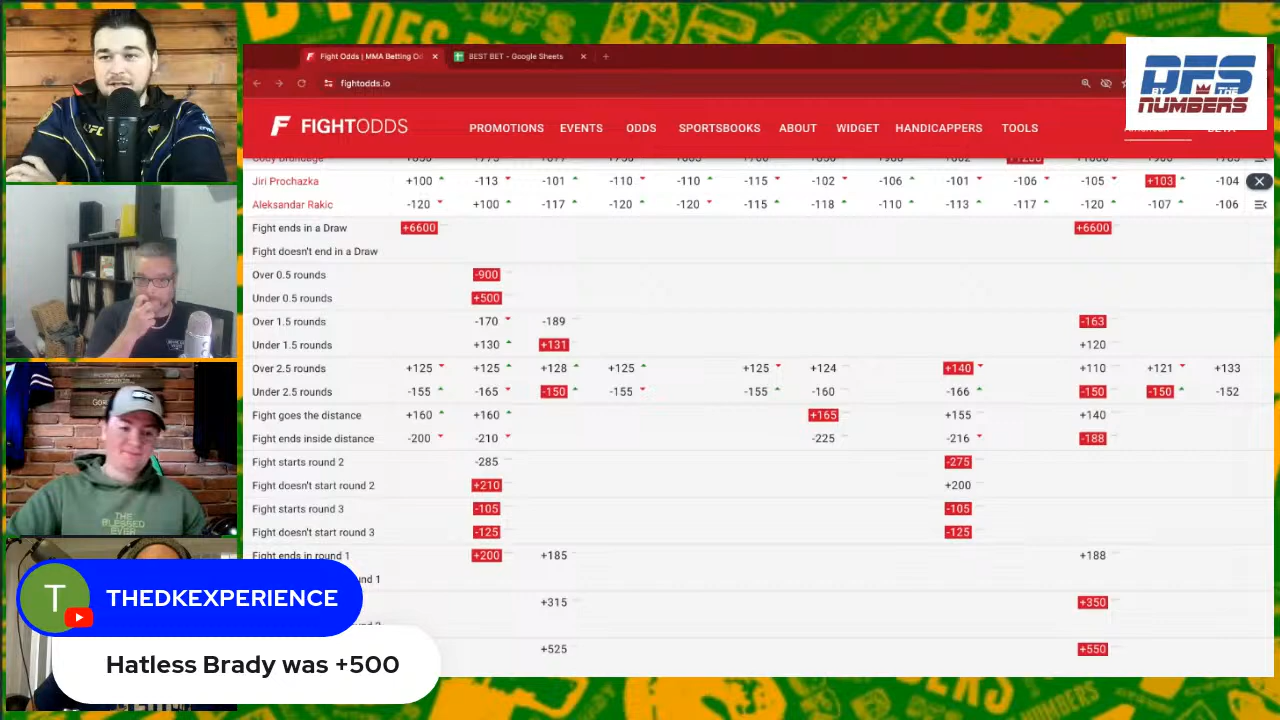 Fight Odds | MMA Betting Od
BEST BET - Google Sheets
fightodds.io
DFS
BY THE
NUMBERS
FIGHTODDS
PROMOTIONS EVENTS ODDS SPORTSBOOKS ABOUT WIDGET HANDICAPPERS TOOLS
Cody Brundage
Jiri Prochazka +100 -113 -101 -110 -110 -115 -102 -106 -101 -106 -105 +103 -104
Aleksandar Rakic -120 +100 -117 -120 -120 -115 -118 -110 -113 -117 -120 -107 -106
Fight ends in a Draw +6600 +6600
Fight doesn't end in a Draw
Over 0.5 rounds -900
Under 0.5 rounds +500
Over 1.5 rounds -170 -189 -163
Under 1.5 rounds +130 +131 +120
Over 2.5 rounds +125 +125 +128 +125 +125 +124 +140 +110 +121 +133
Under 2.5 rounds -155 -165 -150 -155 -155 -160 -166 -150 -150 -152
Fight goes the distance +160 +160 +165 +155 +140
Fight ends inside distance -200 -210 -225 -216 -188
Fight starts round 2 -285 -275
Fight doesn't start round 2 +210 +200
Fight starts round 3 -105 -105
Fight doesn't start round 3 -125 -125
Fight ends in round 1 +200 +185 +188
und 1
+315 +350
+525 +550
T
THEDKEXPERIENCE
Hatless Brady was +500
UFC
THE
BLESSED
EVER